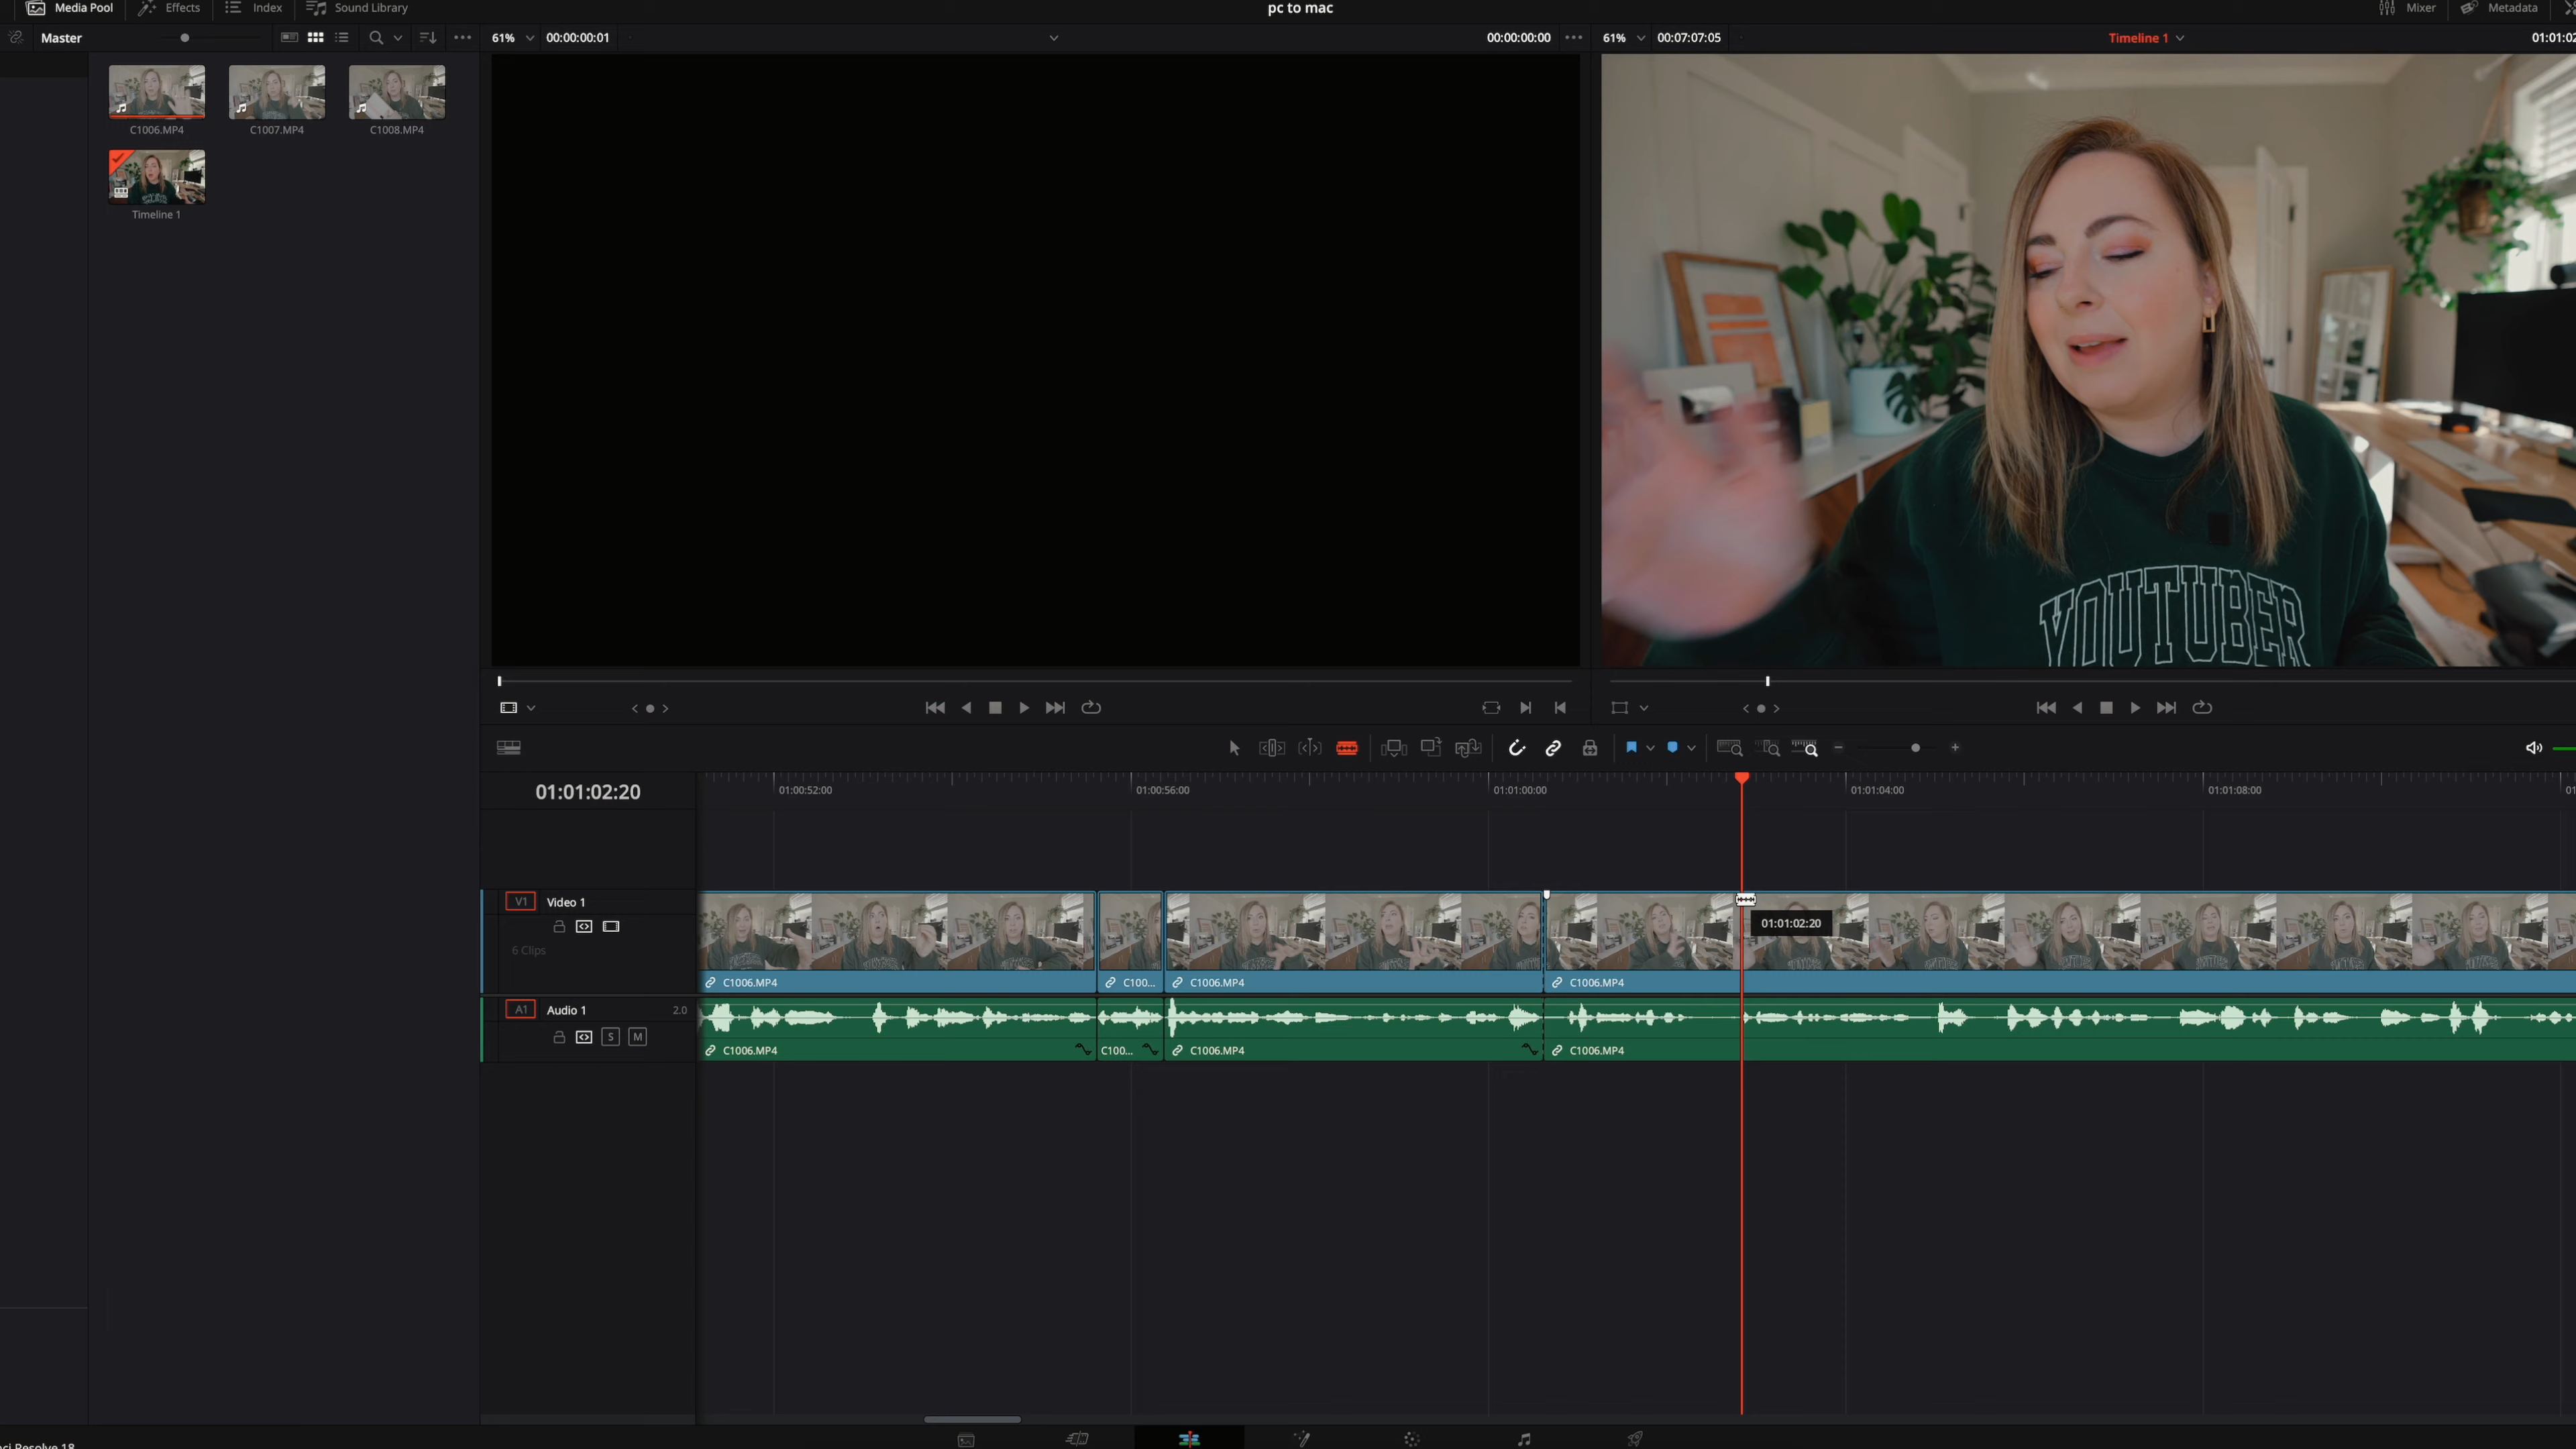 Media Pool Effects Index Sound Library pc to mac Mixer Metadata
Master 61% 00:00:00:01 00:00:00:00 61% 00:07:07:05 Timeline 1
C1006.MP4 C1007.MP4 C1008.MP4
Timeline 1
YOUTUBER
01:01:02:20 01:00:52:00 01:00:56:00 01:01:00:00 01:01:04:00 01:01:08:00
V1 Video 1
01:01:02:20
6 Clips
C1006.MP4 C100... C1006.MP4 C1006.MP4
A1 Audio 1 2.0
S M
C1006.MP4 C100... C1006.MP4 C1006.MP4
Resolve 18